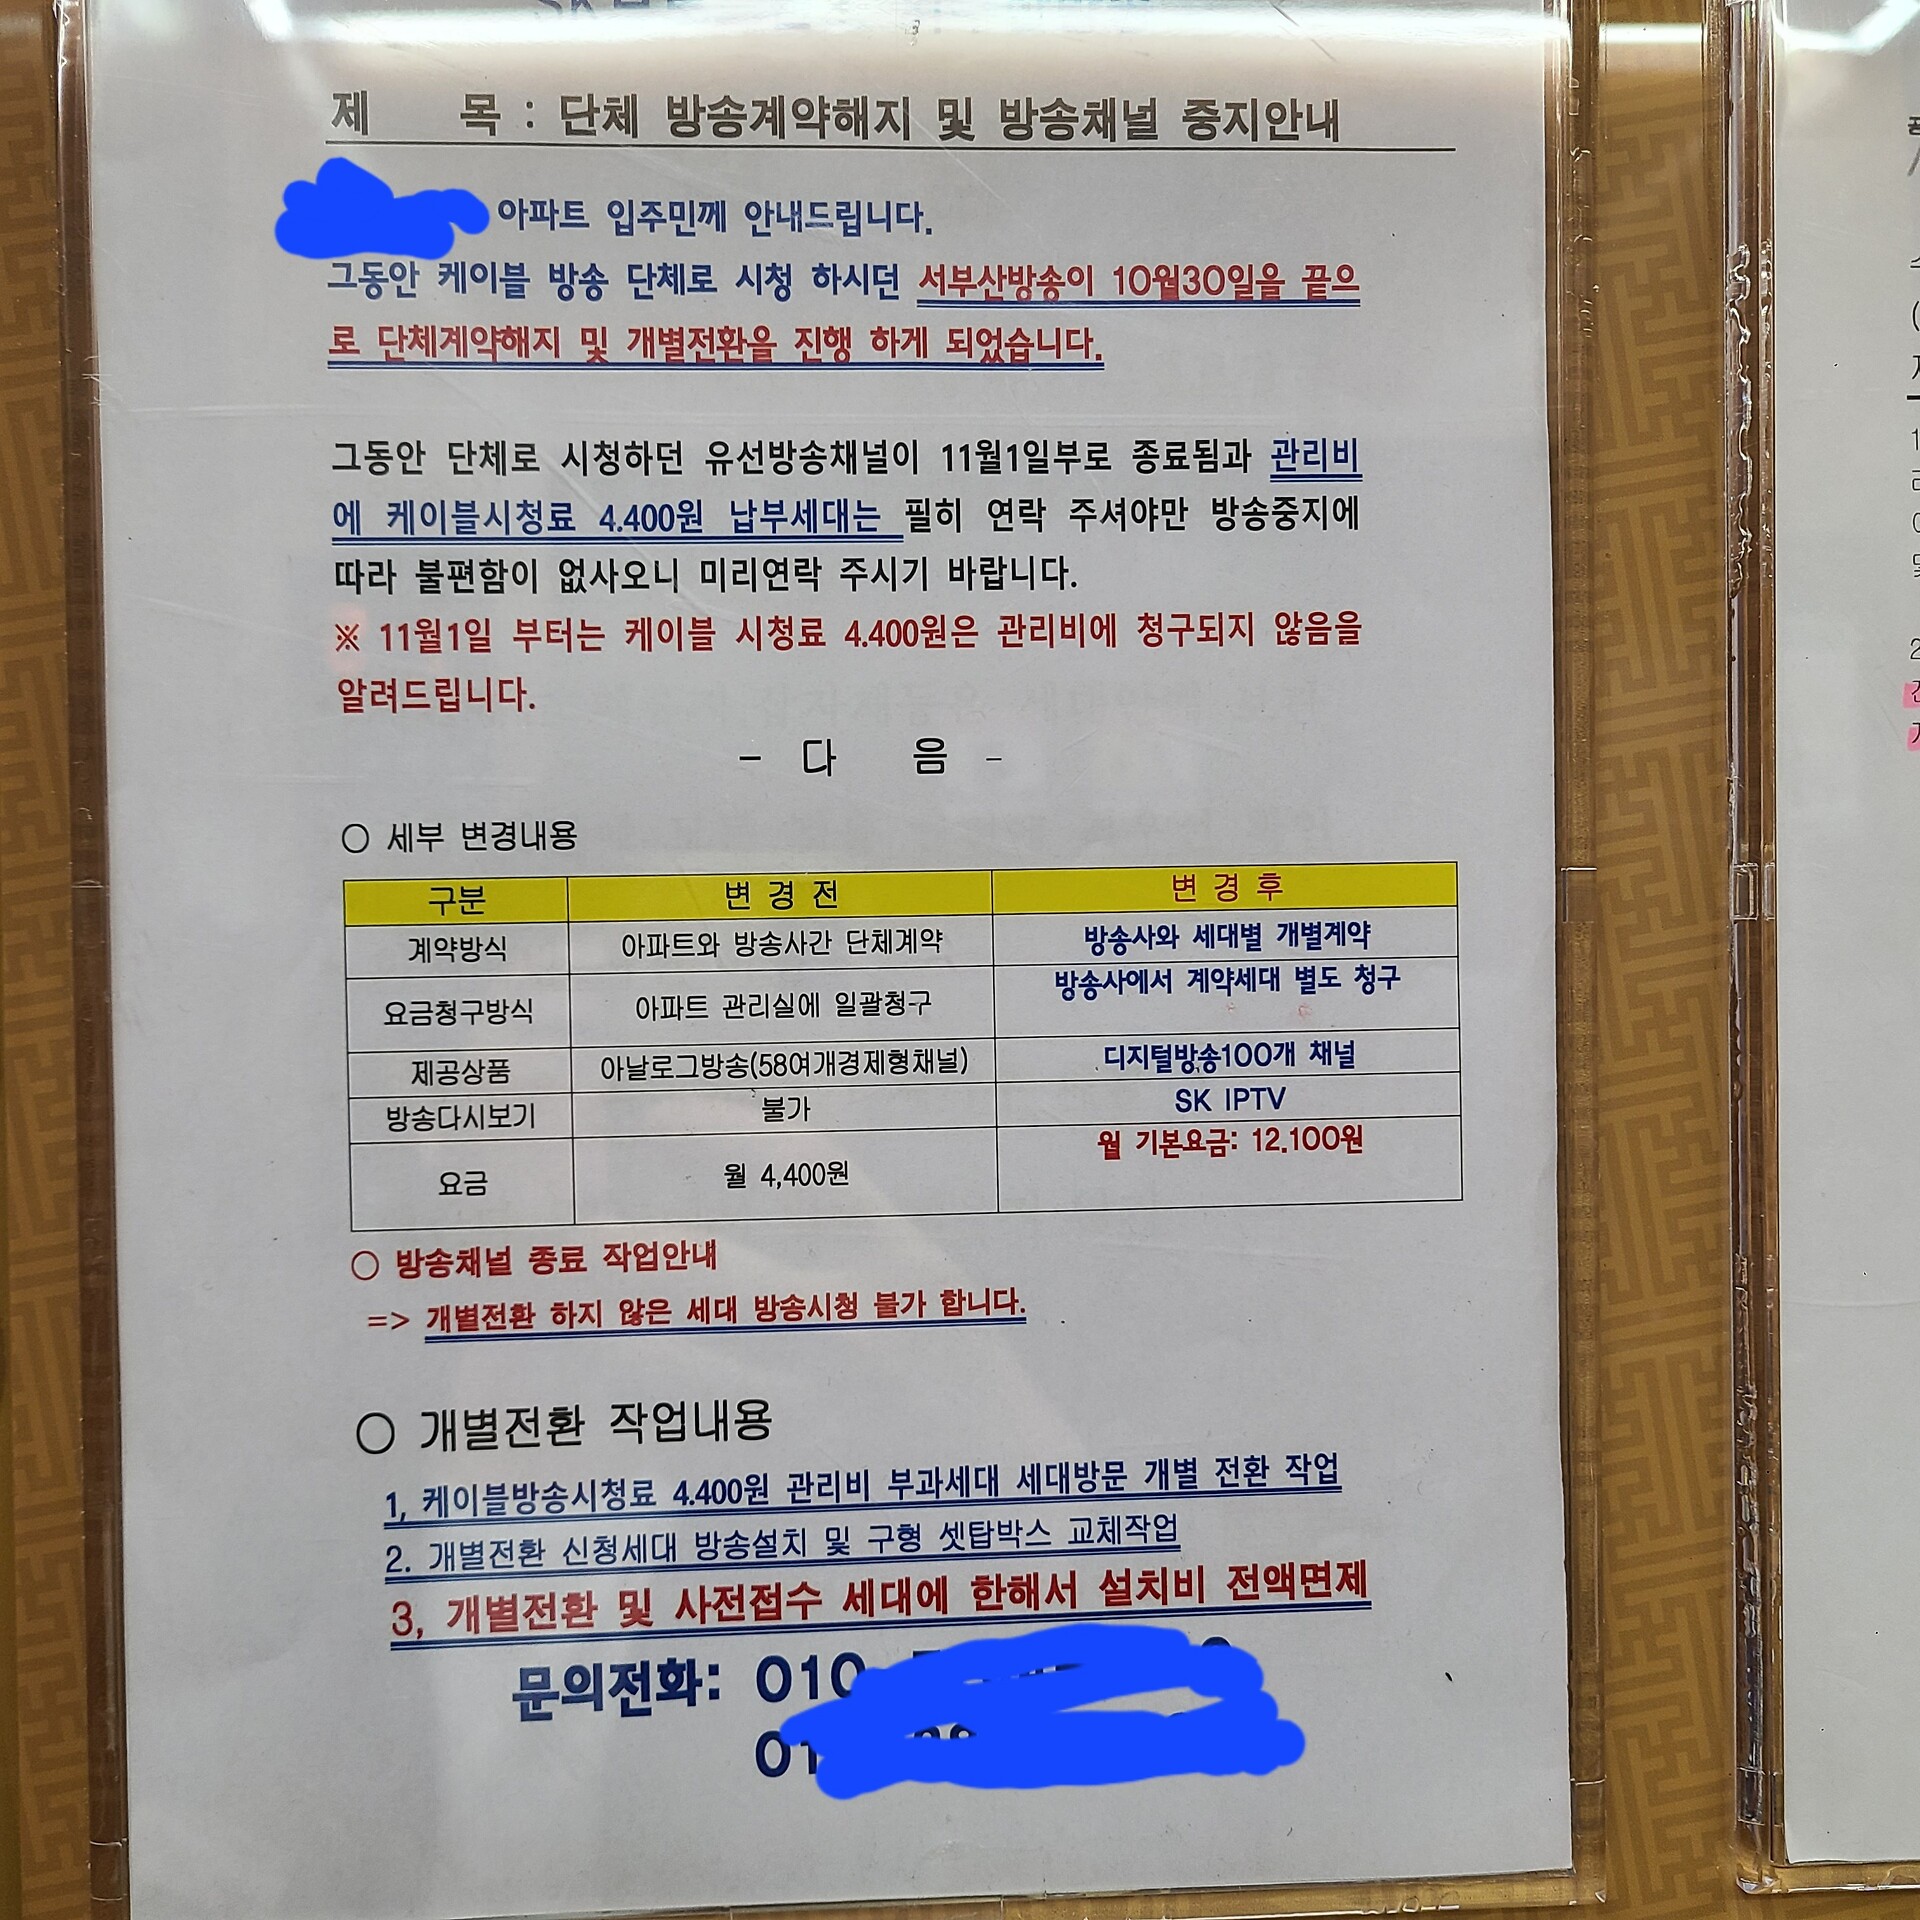 제 목 : 단체 방송계약해지 및 방송채널 중지안내
아파트 입주민께 안내드립니다.
그동안 케이블 방송 단체로 시청 하시던 서부산방송이 10월30일을 끝으
로 단체계약해지 및 개별전환을 진행 하게 되었습니다.
그동안 단체로 시청하던 유선방송채널이 11월1일부로 종료됨과 관리비
에 케이블시청료 4.400원 납부세대는 필히 연락 주셔야만 방송중지에
따라 불편함이 없사오니 미리연락 주시기 바랍니다.
※ 11월1일 부터는 케이블 시청료 4.400원은 관리비에 청구되지 않음을
알려드립니다.
- 다 음 -
○ 세부 변경내용
구분 변 경 전 변 경 후
계약방식 아파트와 방송사간 단체계약 방송사와 세대별 개별계약
요금청구방식 아파트 관리실에 일괄청구 방송사에서 계약세대 별도 청구
제공상품 아날로그방송(58여개경제형채널) 디지털방송100개 채널
방송다시보기 불가 SK IPTV
요금 월 4,400원 월 기본요금: 12.100원
○ 방송채널 종료 작업안내
=> 개별전환 하지 않은 세대 방송시청 불가 합니다.
○ 개별전환 작업내용
1, 케이블방송시청료 4.400원 관리비 부과세대 세대방문 개별 전환 작업
2. 개별전환 신청세대 방송설치 및 구형 셋탑박스 교체작업
3, 개별전환 및 사전접수 세대에 한해서 설치비 전액면제
문의전화: 010
01